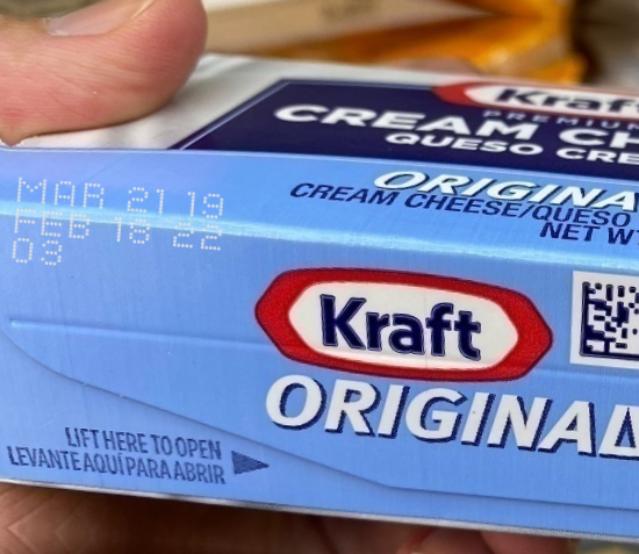 Kraft
PREMIUM
CREAM CH
QUESO CRE
ORIGINA
CREAM CHEESE/QUESO
NET WT
MAR 21 19
FEB 18 22
03
Kraft
ORIGINAL
LIFT HERE TO OPEN
LEVANTE AQUÍ PARA ABRIR